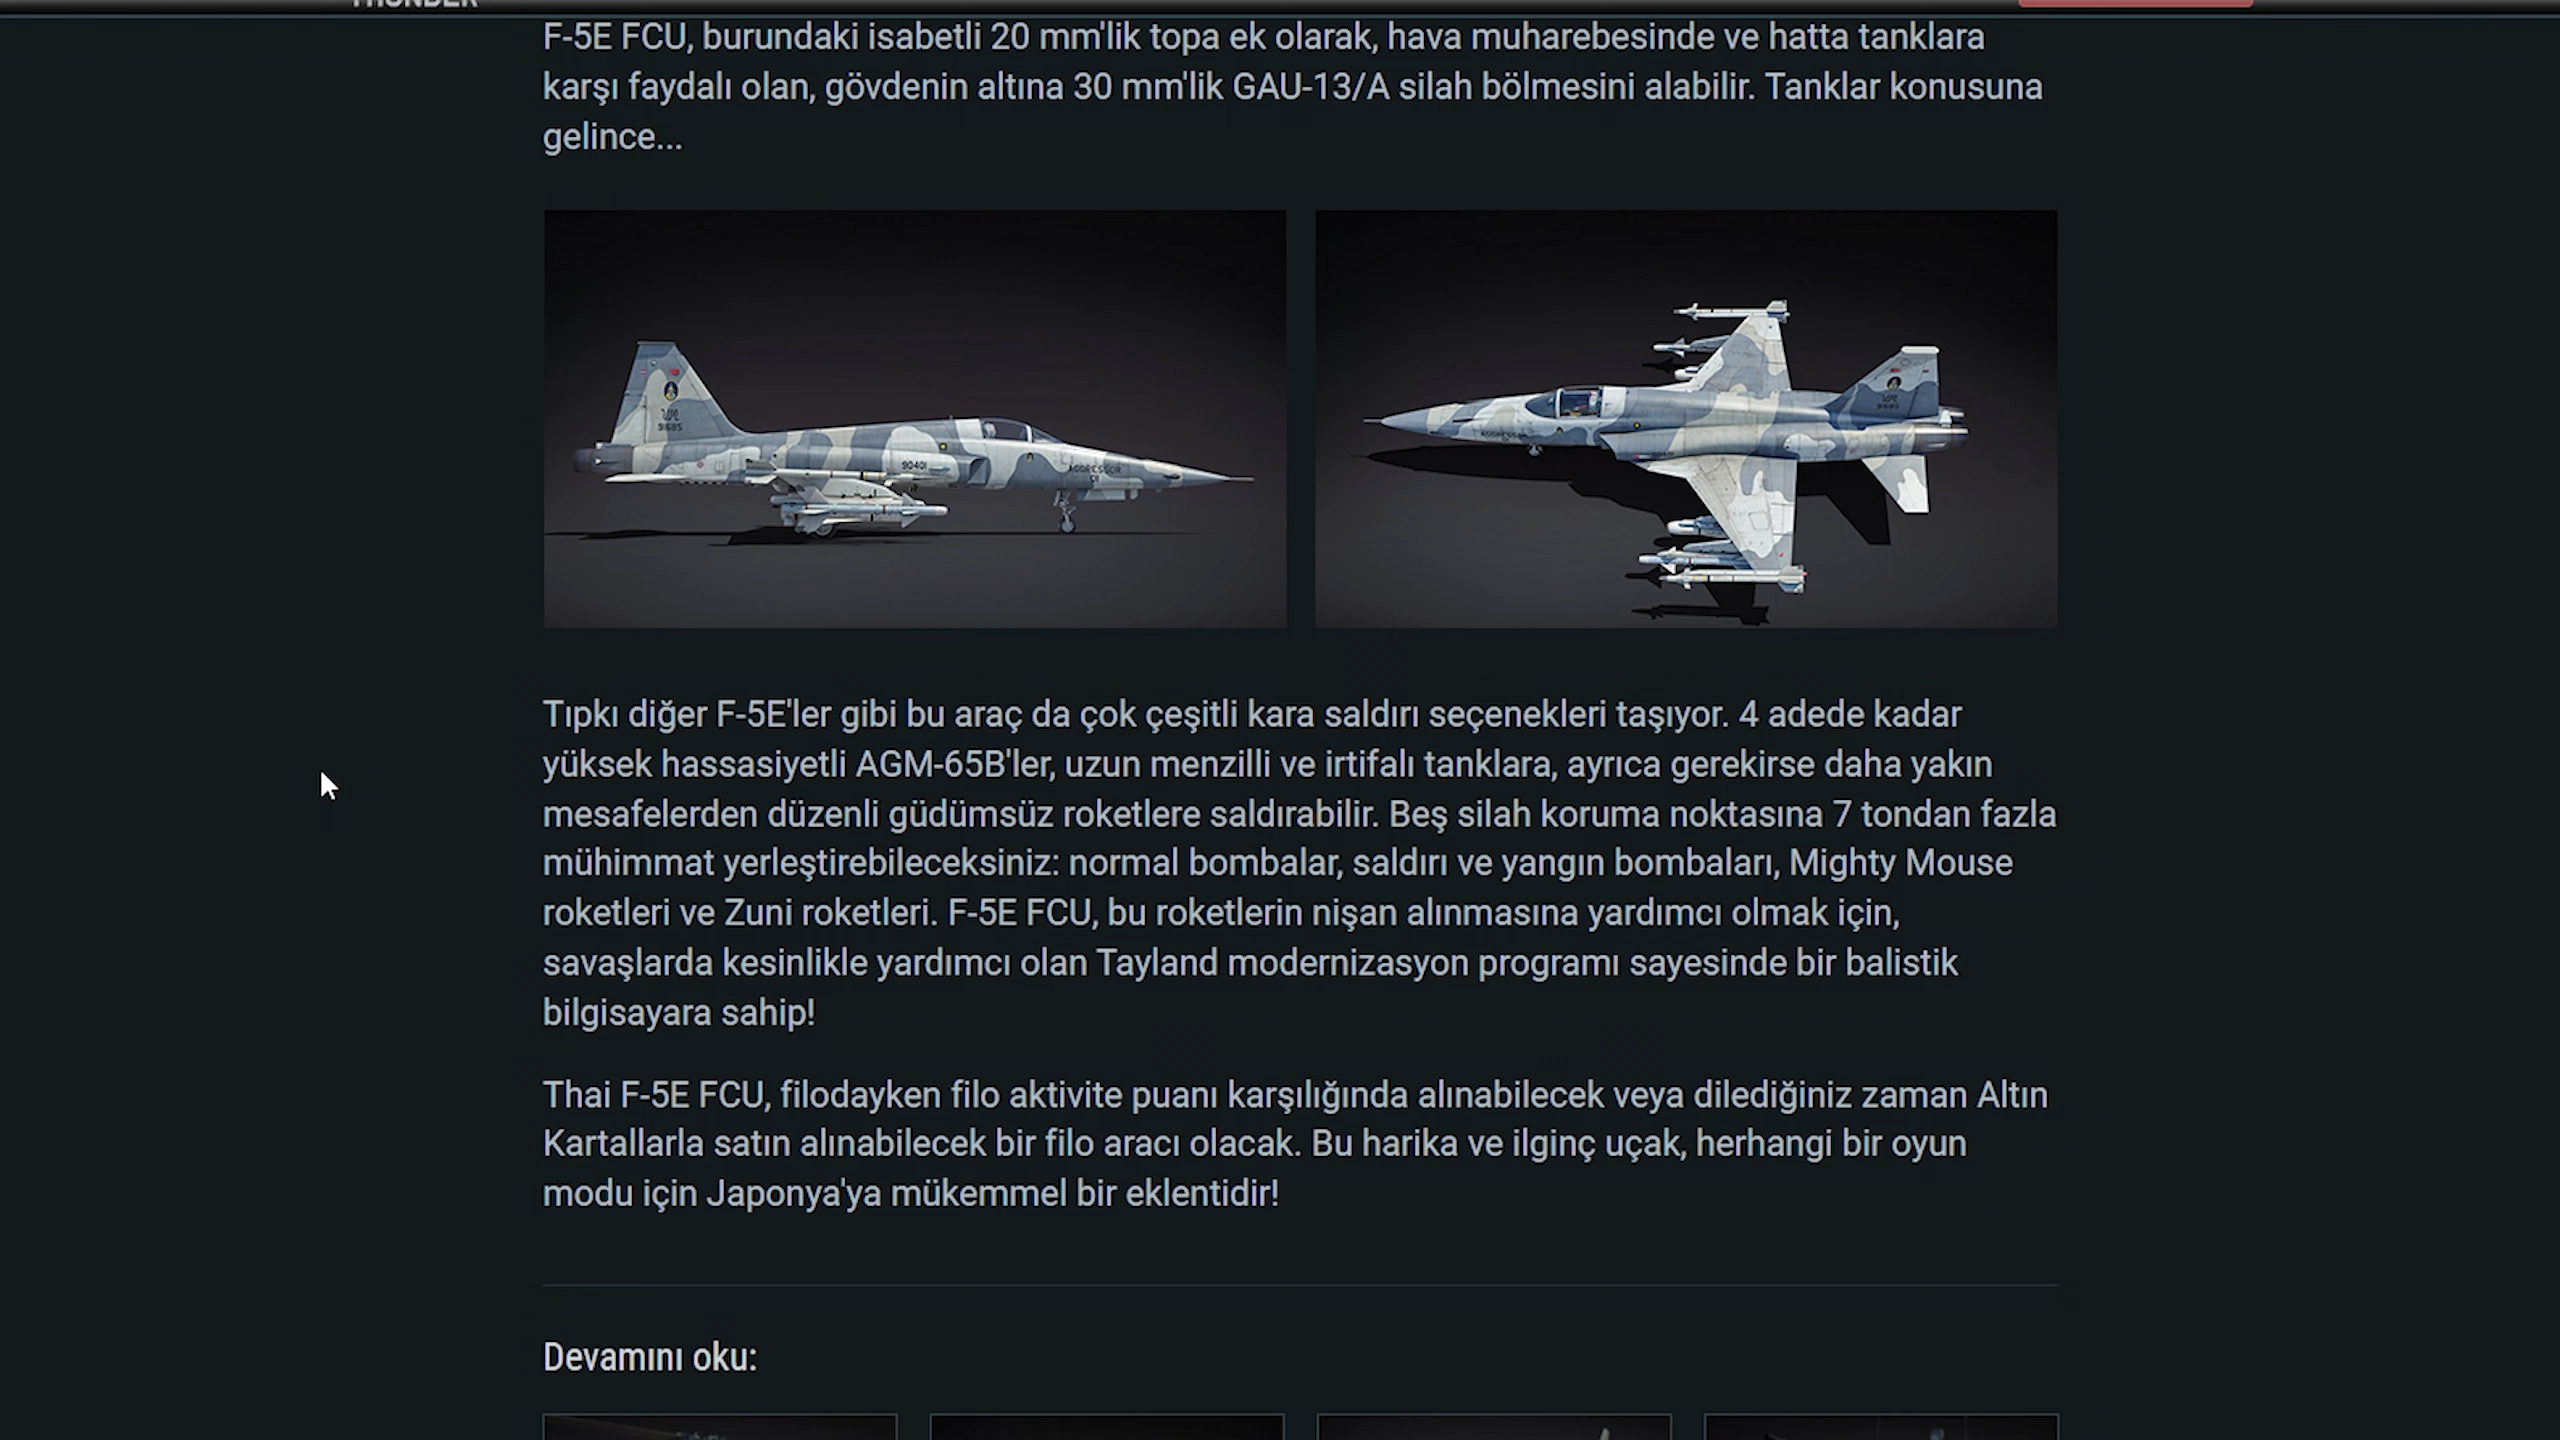 THUNDER
F-5E FCU, burundaki isabetli 20 mm'lik topa ek olarak, hava muharebesinde ve hatta tanklara
karşı faydalı olan, gövdenin altına 30 mm'lik GAU-13/A silah bölmesini alabilir. Tanklar konusuna
gelince...
91685
90401
AGGRESSOR
Tıpkı diğer F-5E'ler gibi bu araç da çok çeşitli kara saldırı seçenekleri taşıyor. 4 adede kadar
yüksek hassasiyetli AGM-65B'ler, uzun menzilli ve irtifalı tanklara, ayrıca gerekirse daha yakın
mesafelerden düzenli güdümsüz roketlere saldırabilir. Beş silah koruma noktasına 7 tondan fazla
mühimmat yerleştirebileceksiniz: normal bombalar, saldırı ve yangın bombaları, Mighty Mouse
roketleri ve Zuni roketleri. F-5E FCU, bu roketlerin nişan alınmasına yardımcı olmak için,
savaşlarda kesinlikle yardımcı olan Tayland modernizasyon programı sayesinde bir balistik
bilgisayara sahip!
Thai F-5E FCU, filodayken filo aktivite puanı karşılığında alınabilecek veya dilediğiniz zaman Altın
Kartallarla satın alınabilecek bir filo aracı olacak. Bu harika ve ilginç uçak, herhangi bir oyun
modu için Japonya'ya mükemmel bir eklentidir!
Devamını oku: